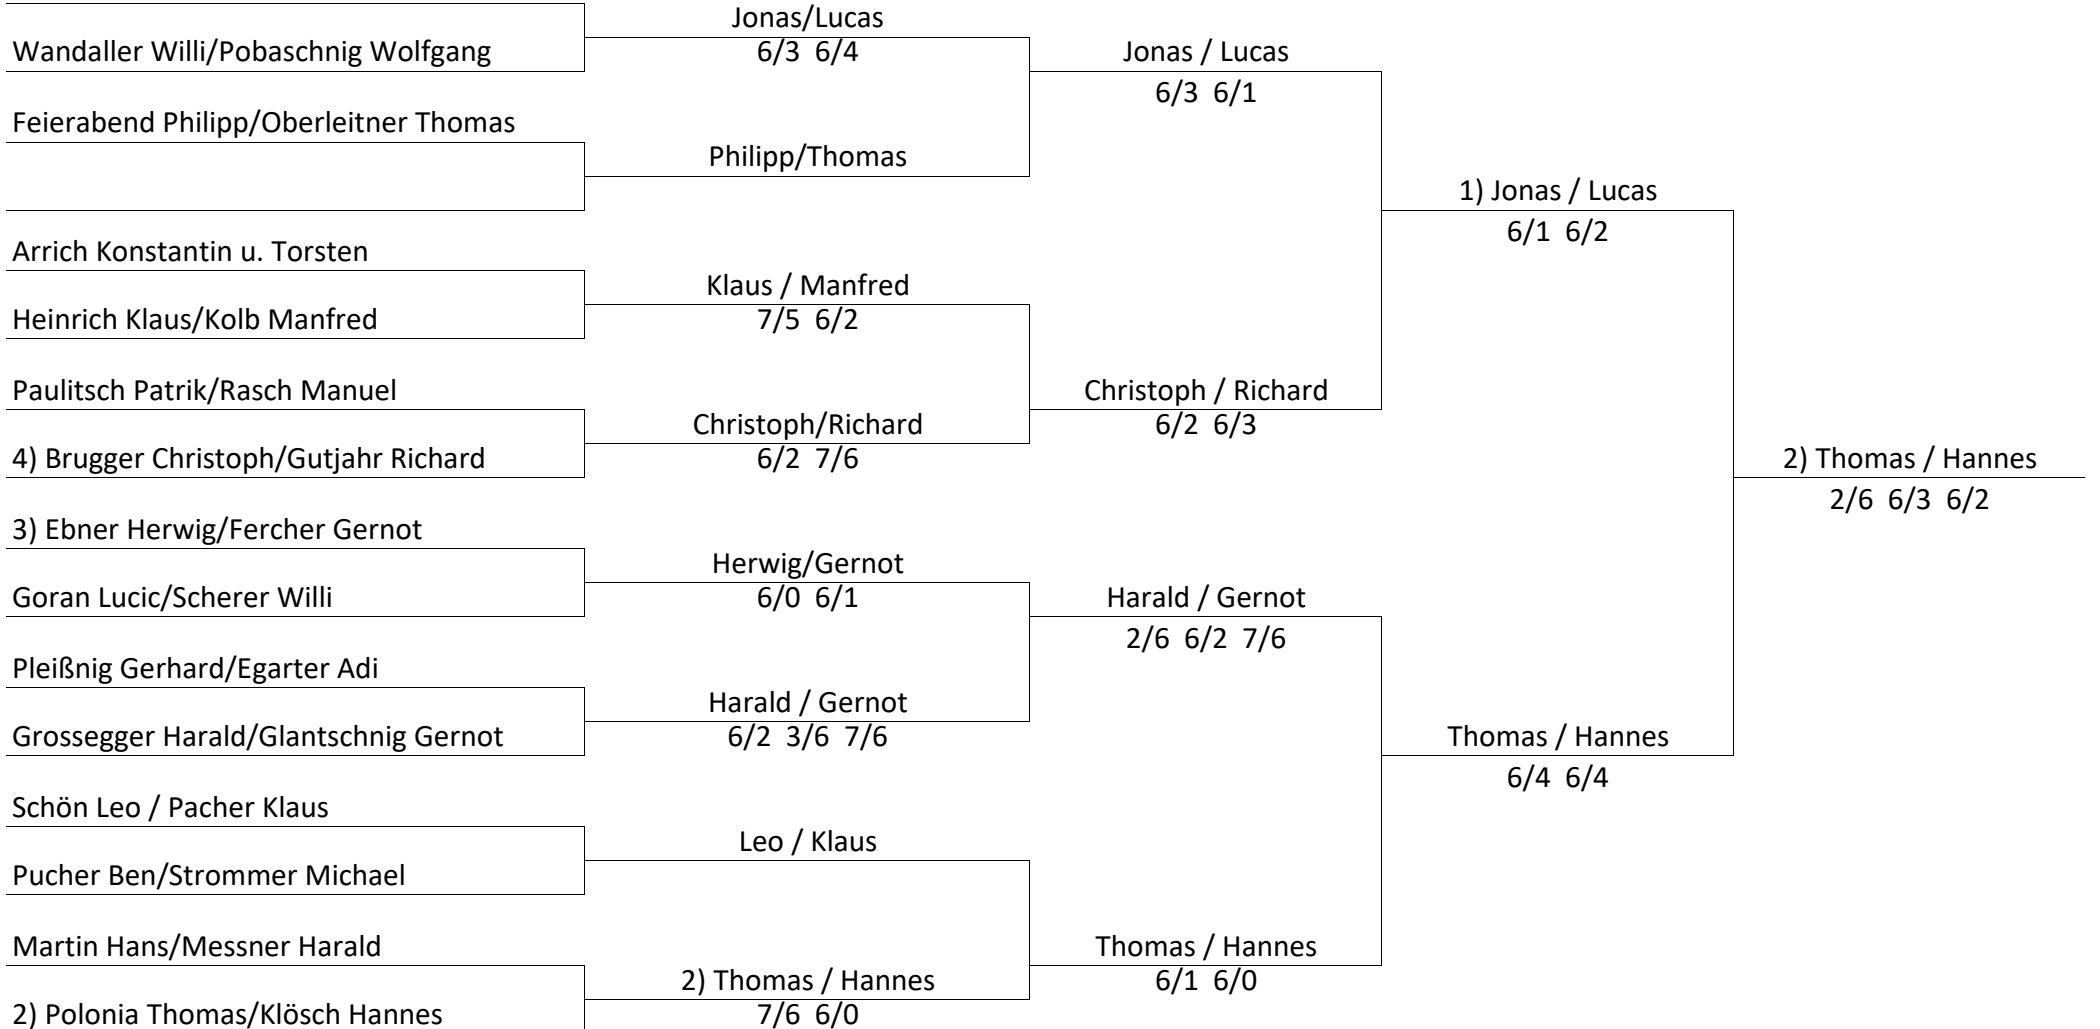 Jonas/Lucas
Wandaller Willi/Pobaschnig Wolfgang
6/3 6/4
Jonas / Lucas
6/3 6/1
Feierabend Philipp/Oberleitner Thomas
Philipp/Thomas
1) Jonas / Lucas
6/1 6/2
Arrich Konstantin u. Torsten
Klaus / Manfred
Heinrich Klaus/Kolb Manfred
7/5 6/2
Paulitsch Patrik/Rasch Manuel
Christoph / Richard
Christoph/Richard
6/2 6/3
4) Brugger Christoph/Gutjahr Richard
6/2 7/6
2) Thomas / Hannes
2/6 6/3 6/2
3) Ebner Herwig/Fercher Gernot
Herwig/Gernot
Goran Lucic/Scherer Willi
6/0 6/1
Harald / Gernot
2/6 6/2 7/6
Pleißnig Gerhard/Egarter Adi
Harald / Gernot
Grossegger Harald/Glantschnig Gernot
6/2 3/6 7/6
Thomas / Hannes
6/4 6/4
Schön Leo / Pacher Klaus
Leo / Klaus
Pucher Ben/Strommer Michael
Martin Hans/Messner Harald
Thomas / Hannes
2) Thomas / Hannes
6/1 6/0
2) Polonia Thomas/Klösch Hannes
7/6 6/0